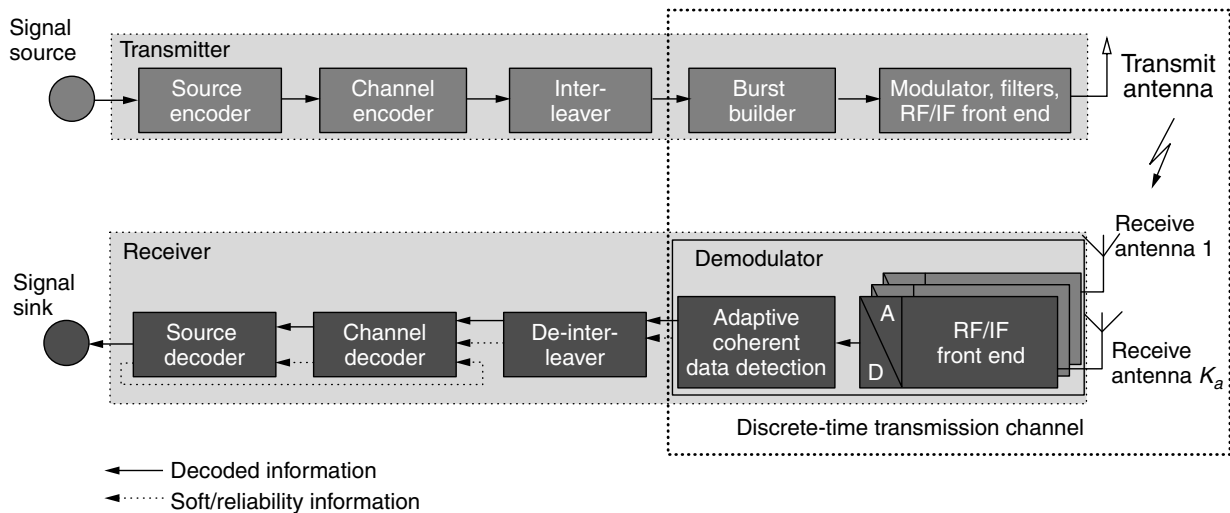 Signal
source
Transmitter
Source
encoder
Channel
encoder
Inter-
leaver
Burst
builder
Modulator, filters,
RF/IF front end
Transmit
antenna
Receiver
Demodulator
Receive
antenna 1
Signal
sink
Source
decoder
Channel
decoder
De-inter-
leaver
Adaptive
coherent
data detection
A
D
RF/IF
front end
Receive
antenna Ka
Discrete-time transmission channel
Decoded information
Soft/reliability information